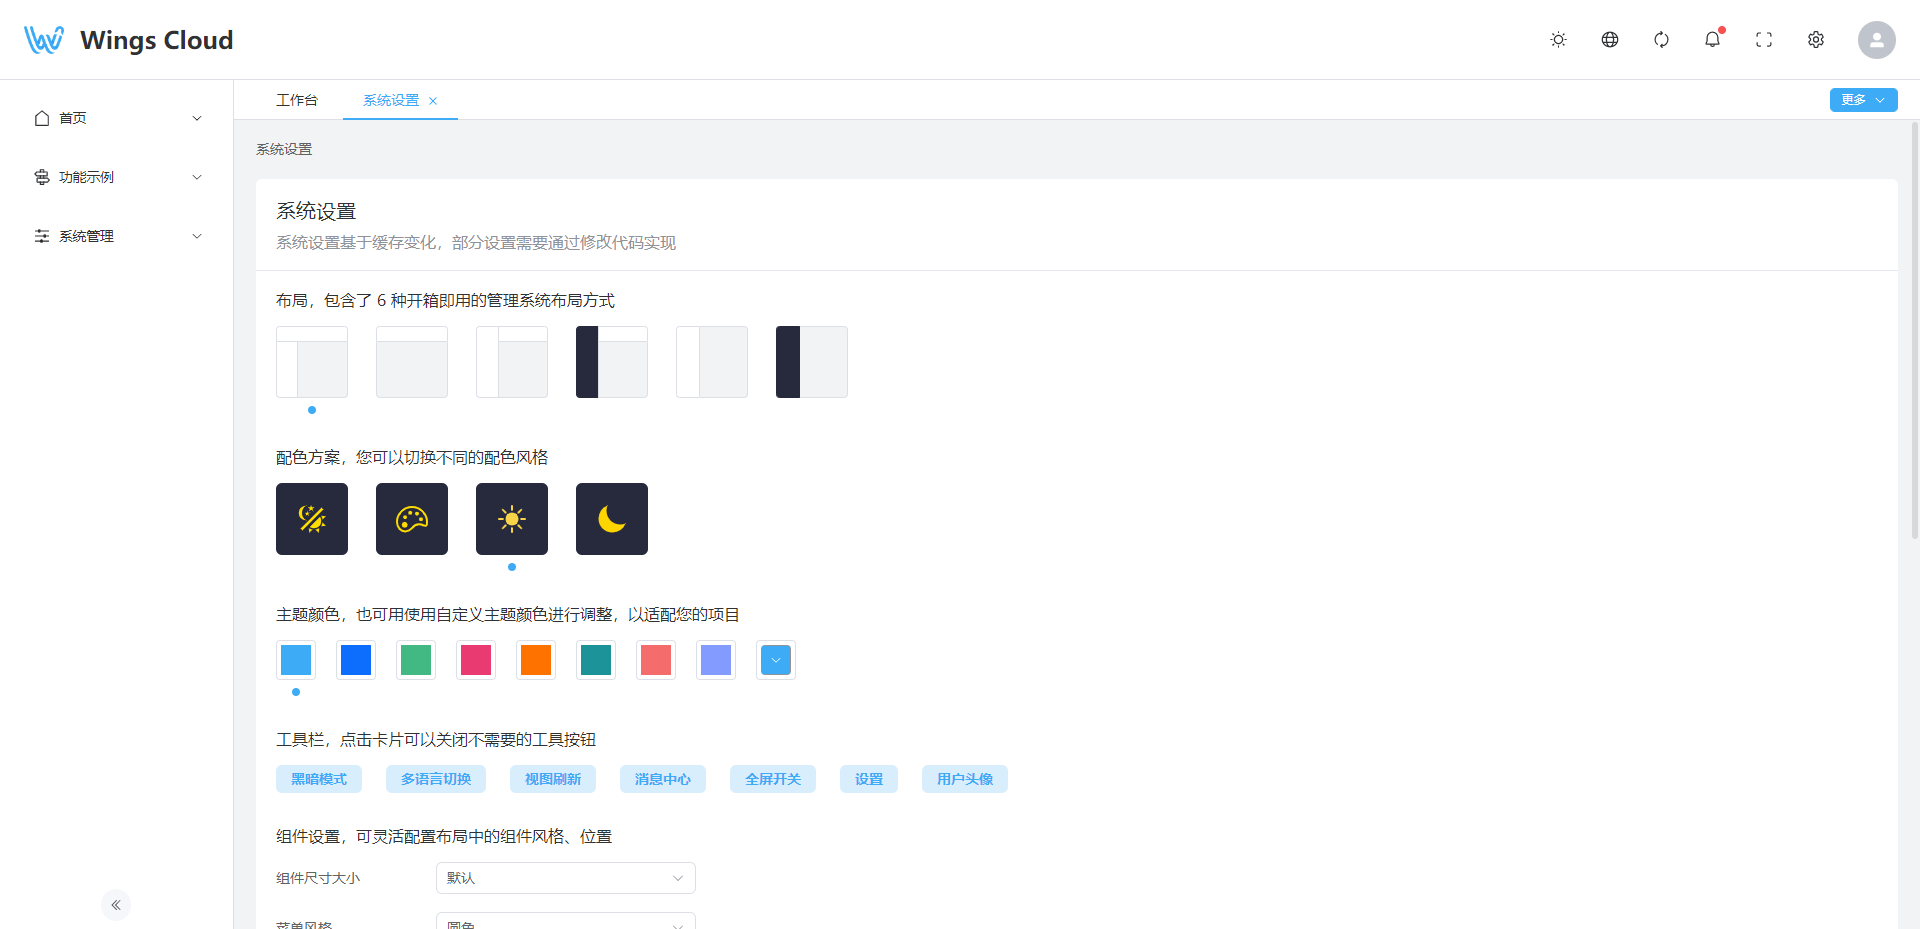 Wings Cloud
首页
功能示例
系统管理
工作台
系统设置
更多
系统设置
系统设置
系统设置基于缓存变化，部分设置需要通过修改代码实现
布局，包含了 6 种开箱即用的管理系统布局方式
配色方案，您可以切换不同的配色风格
主题颜色，也可用使用自定义主题颜色进行调整，以适配您的项目
工具栏，点击卡片可以关闭不需要的工具按钮
黑暗模式 多语言切换 视图刷新 消息中心 全屏开关 设置 用户头像
组件设置，可灵活配置布局中的组件风格、位置
组件尺寸大小 默认
菜单风格 圆角